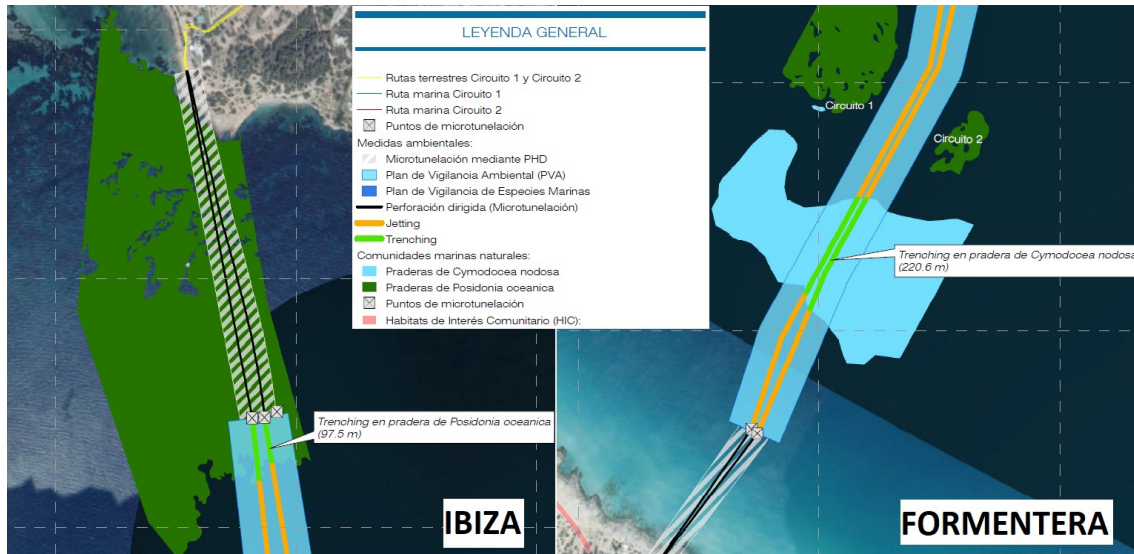 LEYENDA GENERAL
Rutas terrestres Circuito 1 y Circuito 2
Ruta marina Circuito 1
Ruta marina Circuito 2
Puntos de microtunelación
Medidas ambientales:
Microtunelación mediante PHD
Plan de Vigilancia Ambiental (PVA)
Plan de Vigilancia de Especies Marinas
Perforación dirigida (Microtunelación)
Jetting
Trenching
Comunidades marinas naturales:
Praderas de Cymodocea nodosa
Praderas de Posidonia oceanica
Puntos de microtunelación
Habitats de Interés Comunitario (HIC):
Trenching en pradera de Posidonia oceanica
(97.5 m)
IBIZA
Circuito 1
Circuito 2
Trenching en pradera de Cymodocea nodosa
(220.6 m)
FORMENTERA